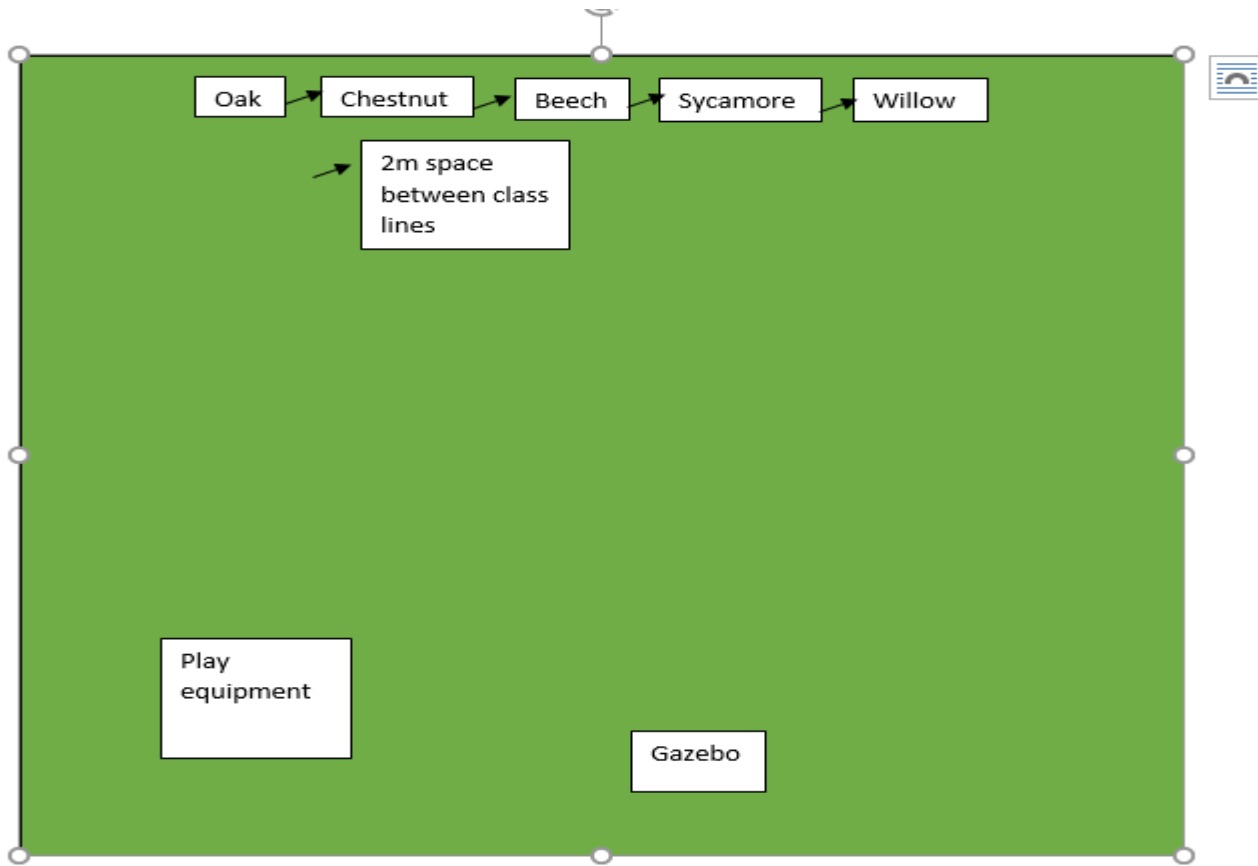 Oak
Chestnut
Beech
Sycamore
Willow
2m space
between class
lines
Play
equipment
Gazebo